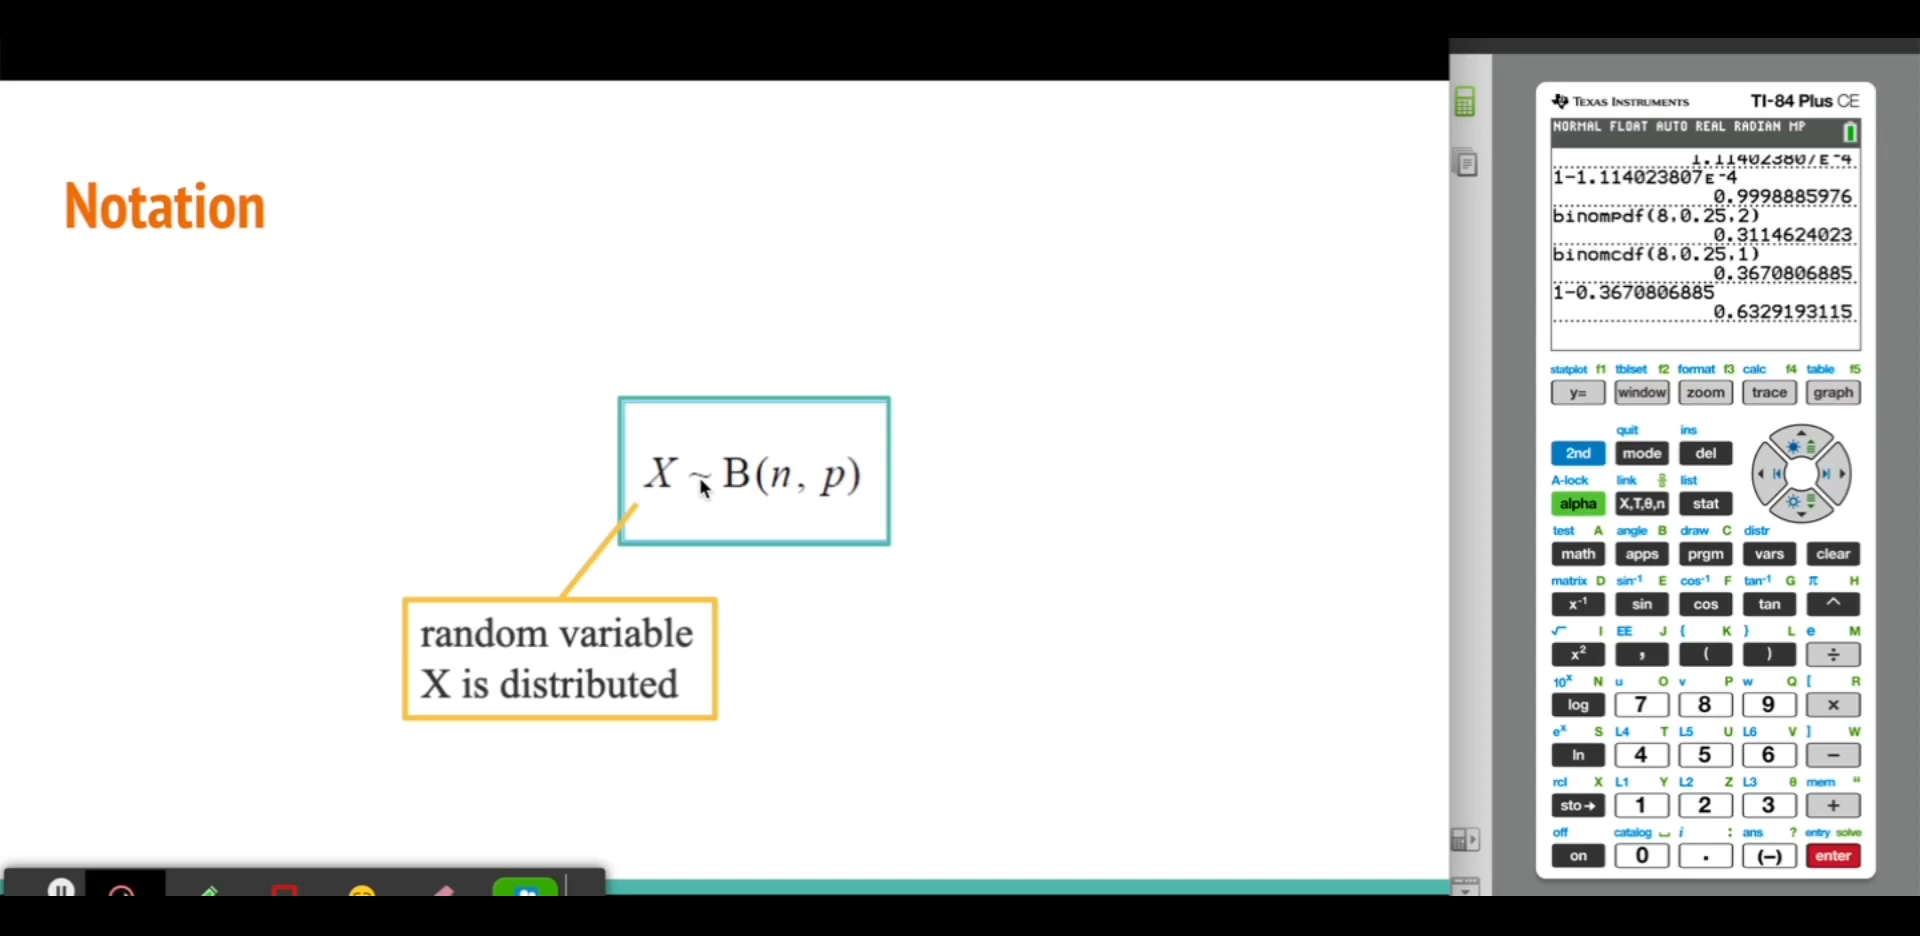 Notation
X ~ B(n, p)
random variable
X is distributed
TEXAS INSTRUMENTS TI-84 Plus CE
NORMAL FLOAT AUTO REAL RADIAN MP
1.114023807E-4
1-1.114023807E-4
0.9998885976
binompdf(8,0.25,2)
0.3114624023
binomcdf(8,0.25,1)
0.3670806885
1-0.3670806885
0.6329193115
statplot f1 tblset f2 format f3 calc f4 table f5
y= window zoom trace graph
quit ins
2nd mode del
A-lock link list
alpha X,T,θ,n stat
test A angle B draw C distr
math apps prgm vars clear
matrix D sin-1 E cos-1 F tan-1 G π H
x-1 sin cos tan ^
√ I EE J { K } L e M
x2 , ( ) ÷
10x N u O v P w Q [ R
log 7 8 9 ×
ex S L4 T L5 U L6 V ] W
ln 4 5 6 −
rcl X L1 Y L2 Z L3 θ mem "
sto→ 1 2 3 +
off catalog i : ans ? entry solve
on 0 . (−) enter